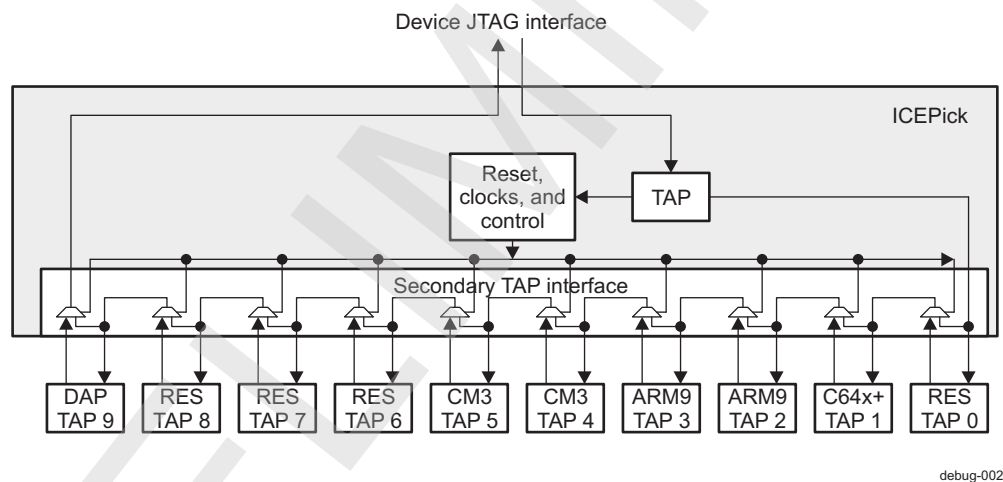 Device JTAG interface
ICEPick
Reset,
clocks, and
control
TAP
Secondary TAP interface
DAP
TAP 9
RES
TAP 8
RES
TAP 7
RES
TAP 6
CM3
TAP 5
CM3
TAP 4
ARM9
TAP 3
ARM9
TAP 2
C64x+
TAP 1
RES
TAP 0
debug-002